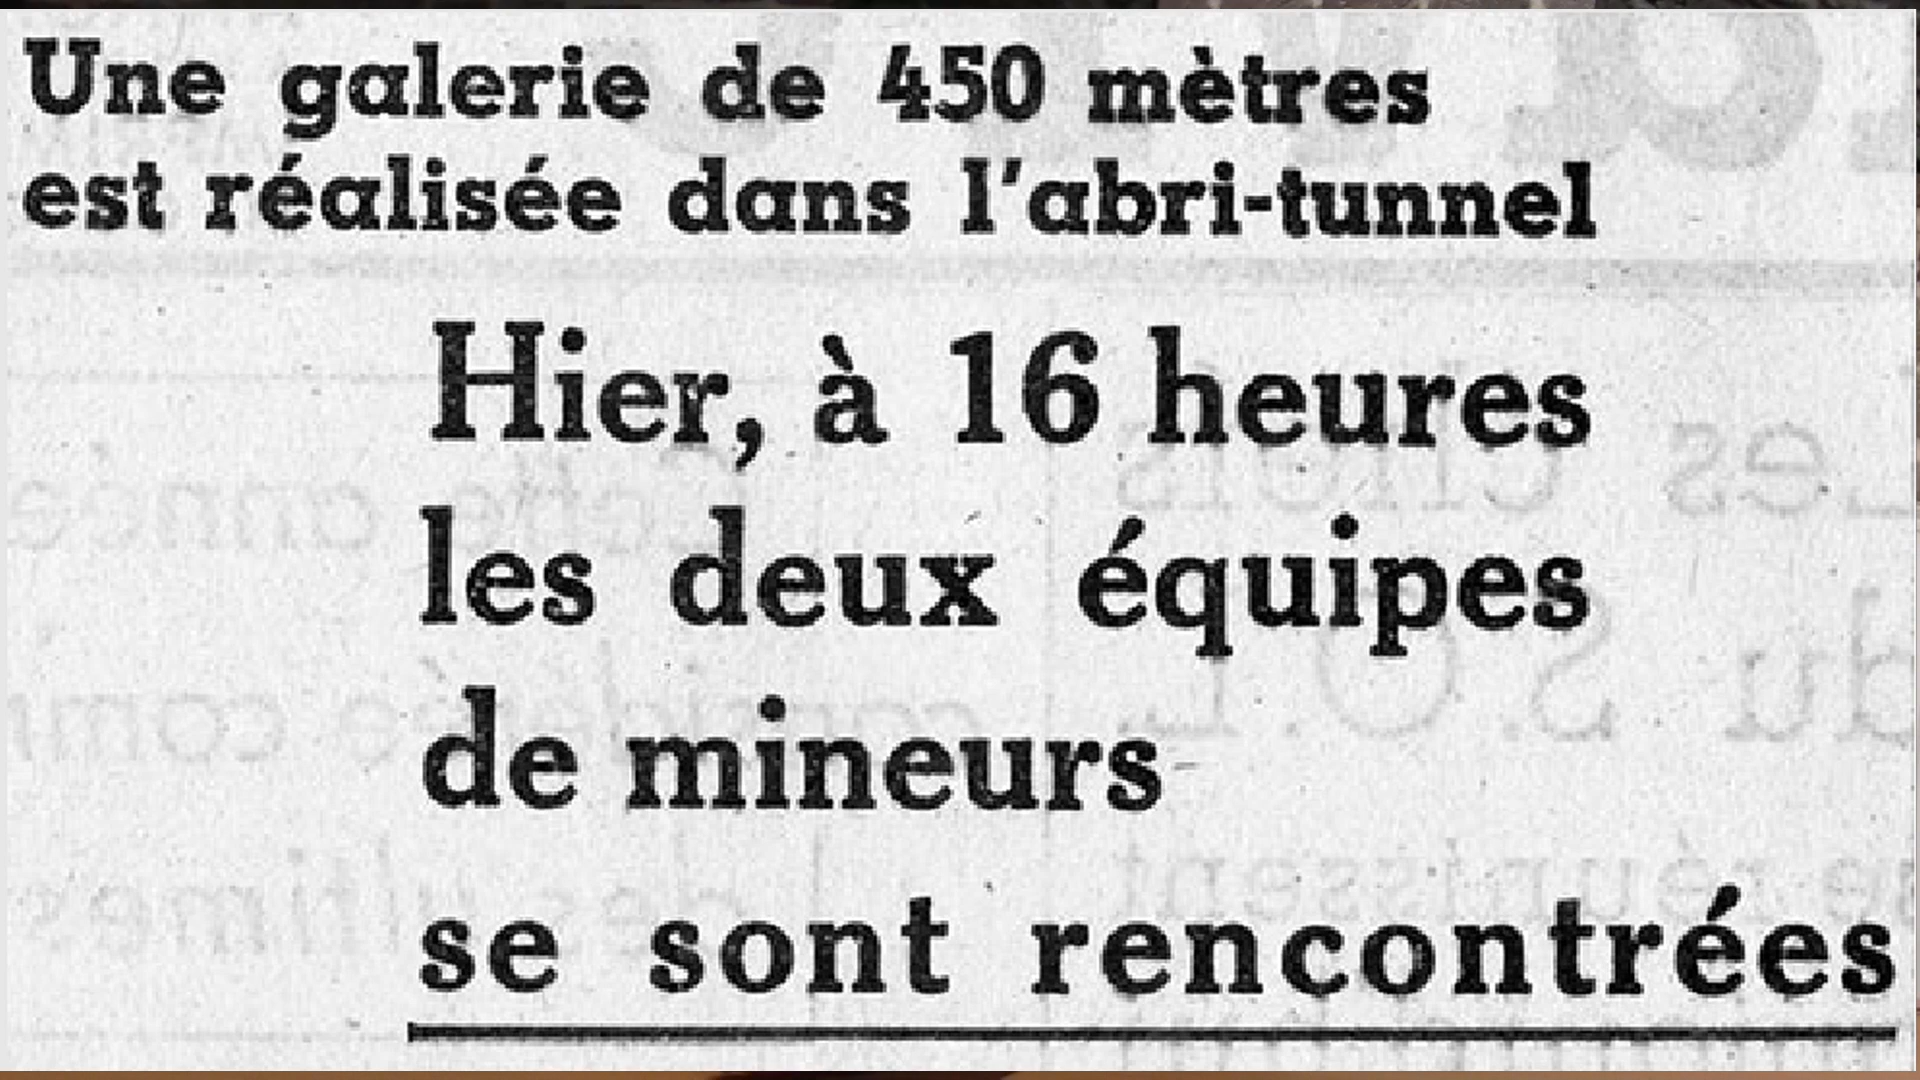 Une galerie de 450 mètres
est réalisée dans l'abri-tunnel
Hier, à 16 heures
les deux équipes
de mineurs
se sont rencontrées